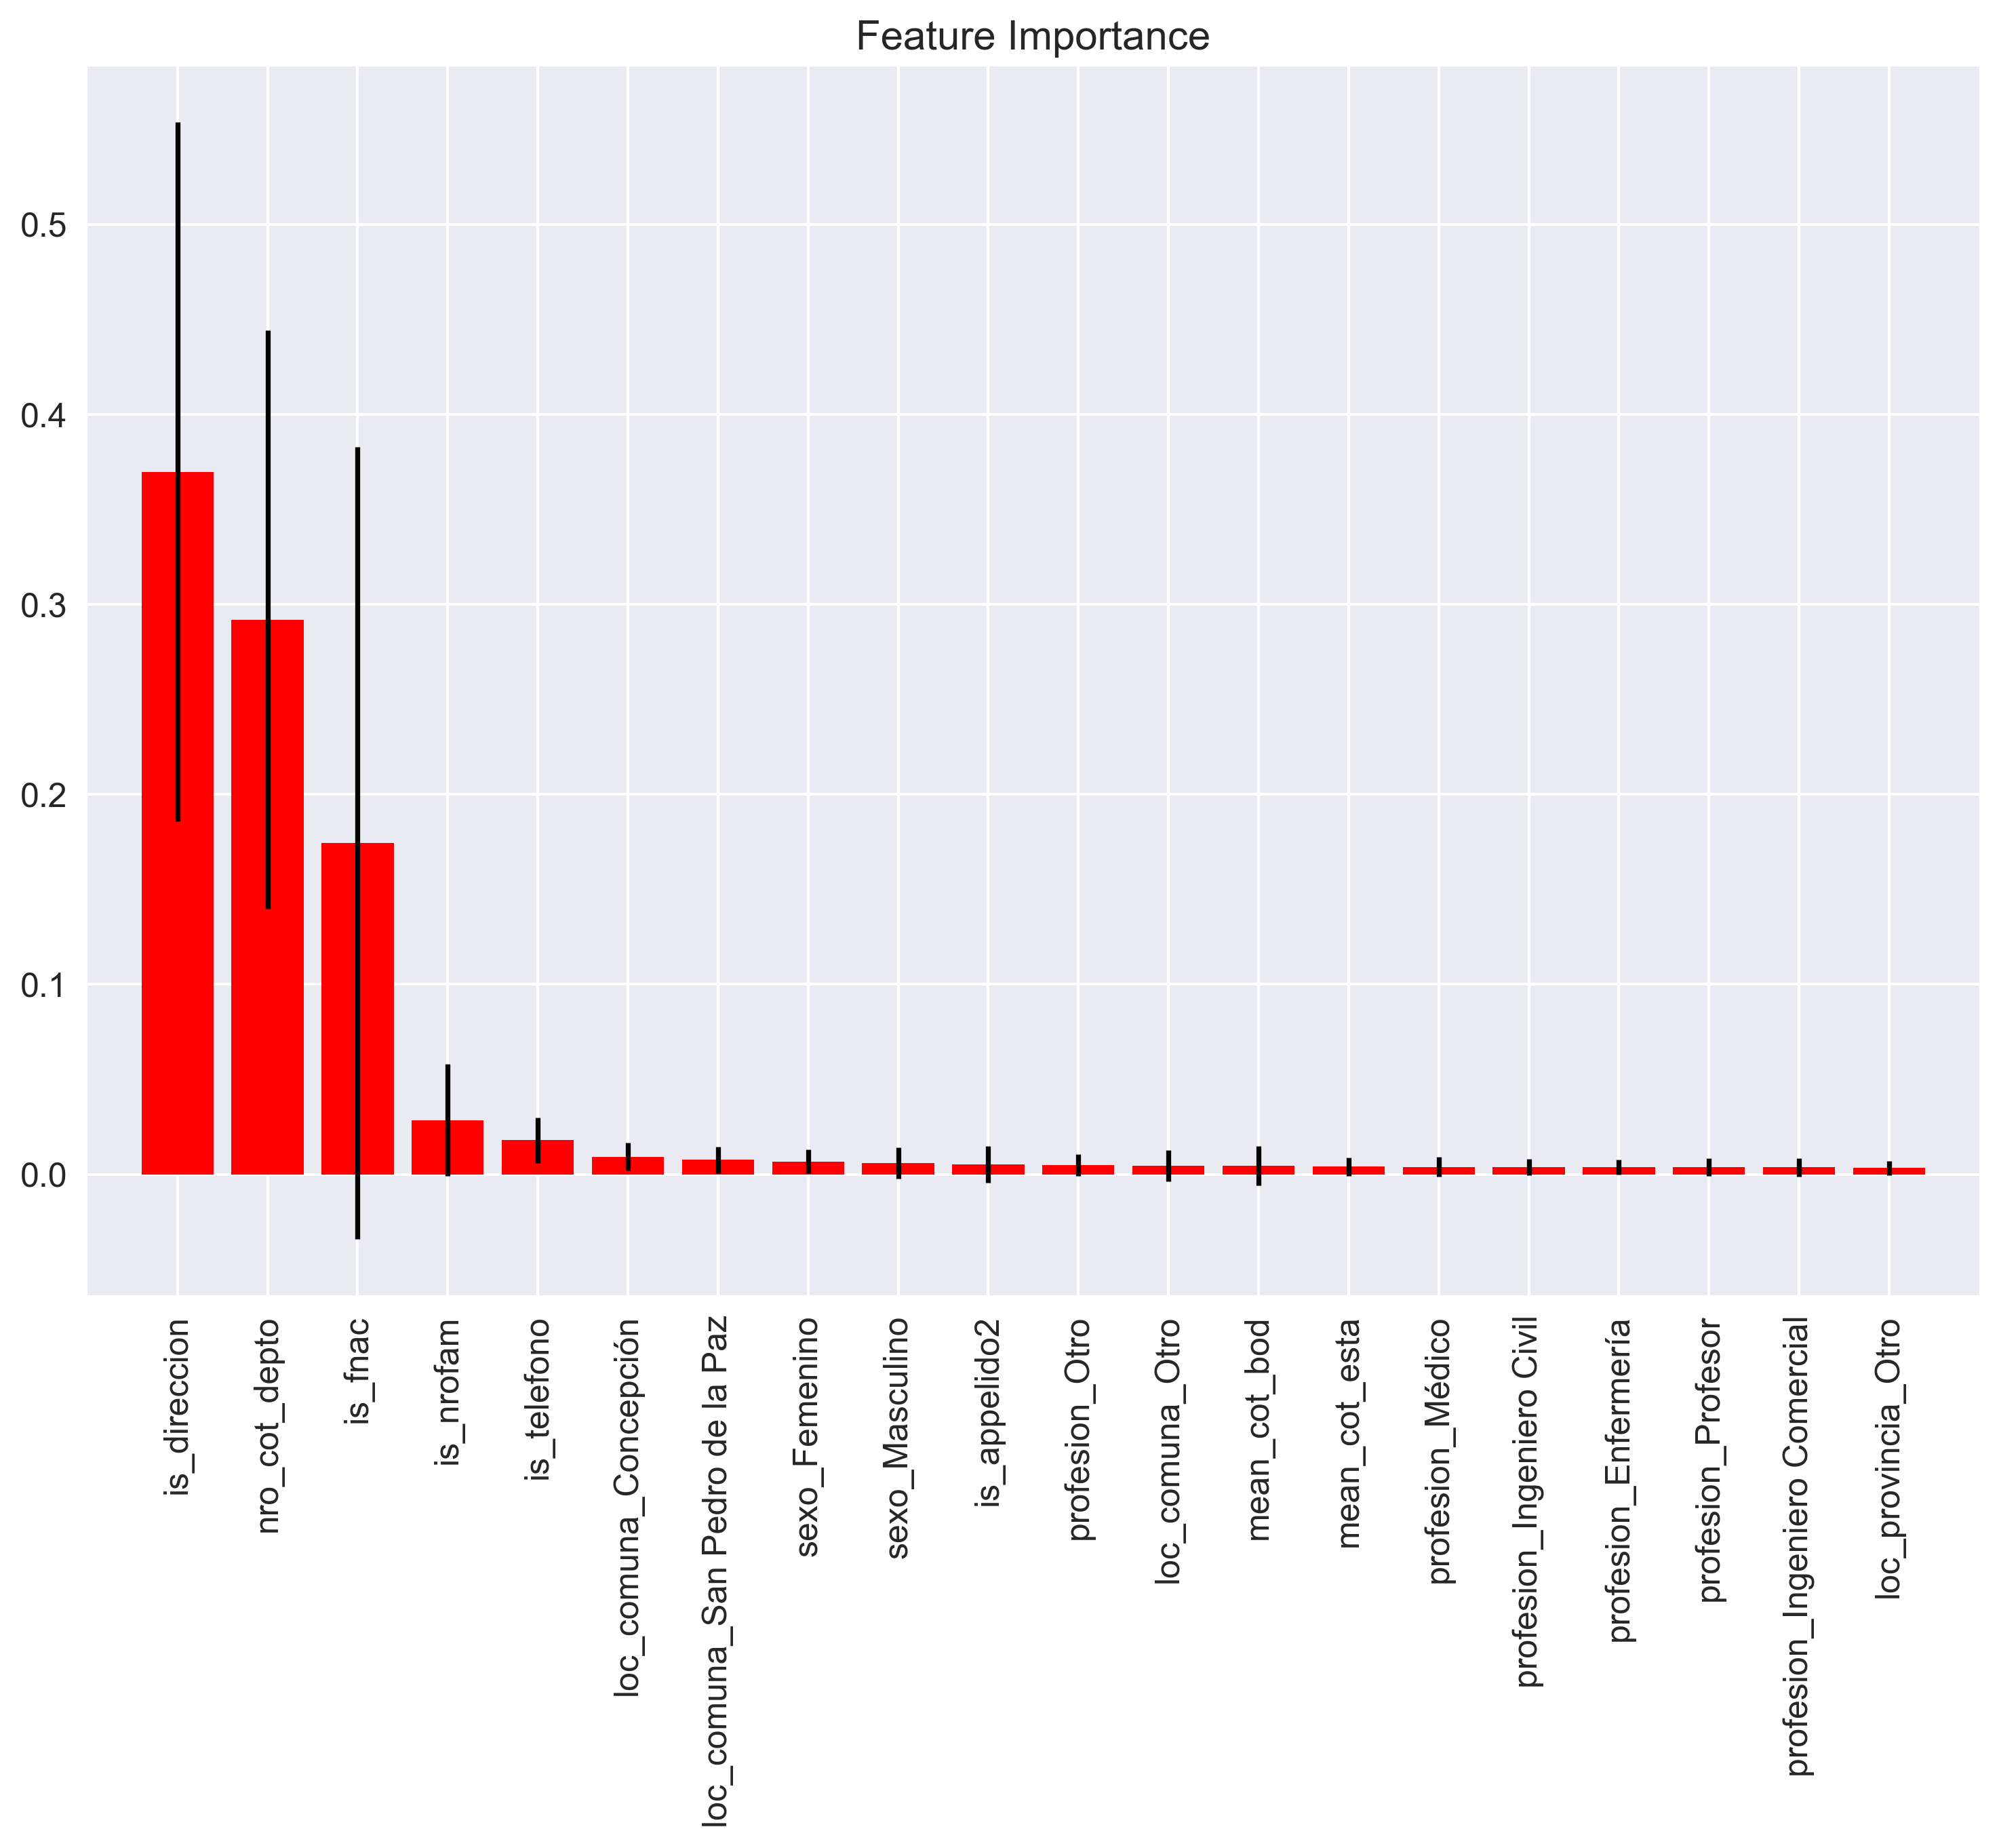 Feature Importance
0.5
0.4
0.3
0.2
0.1
0.0
is_direccion
nro_cot_depto
is_fnac
is_nrofam
is_telefono
loc_comuna_Concepción
loc_comuna_San Pedro de la Paz
sexo_Femenino
sexo_Masculino
is_appelido2
profesion_Otro
loc_comuna_Otro
mean_cot_bod
mean_cot_esta
profesion_Médico
profesion_Ingeniero Civil
profesion_Enfermería
profesion_Profesor
profesion_Ingeniero Comercial
loc_provincia_Otro